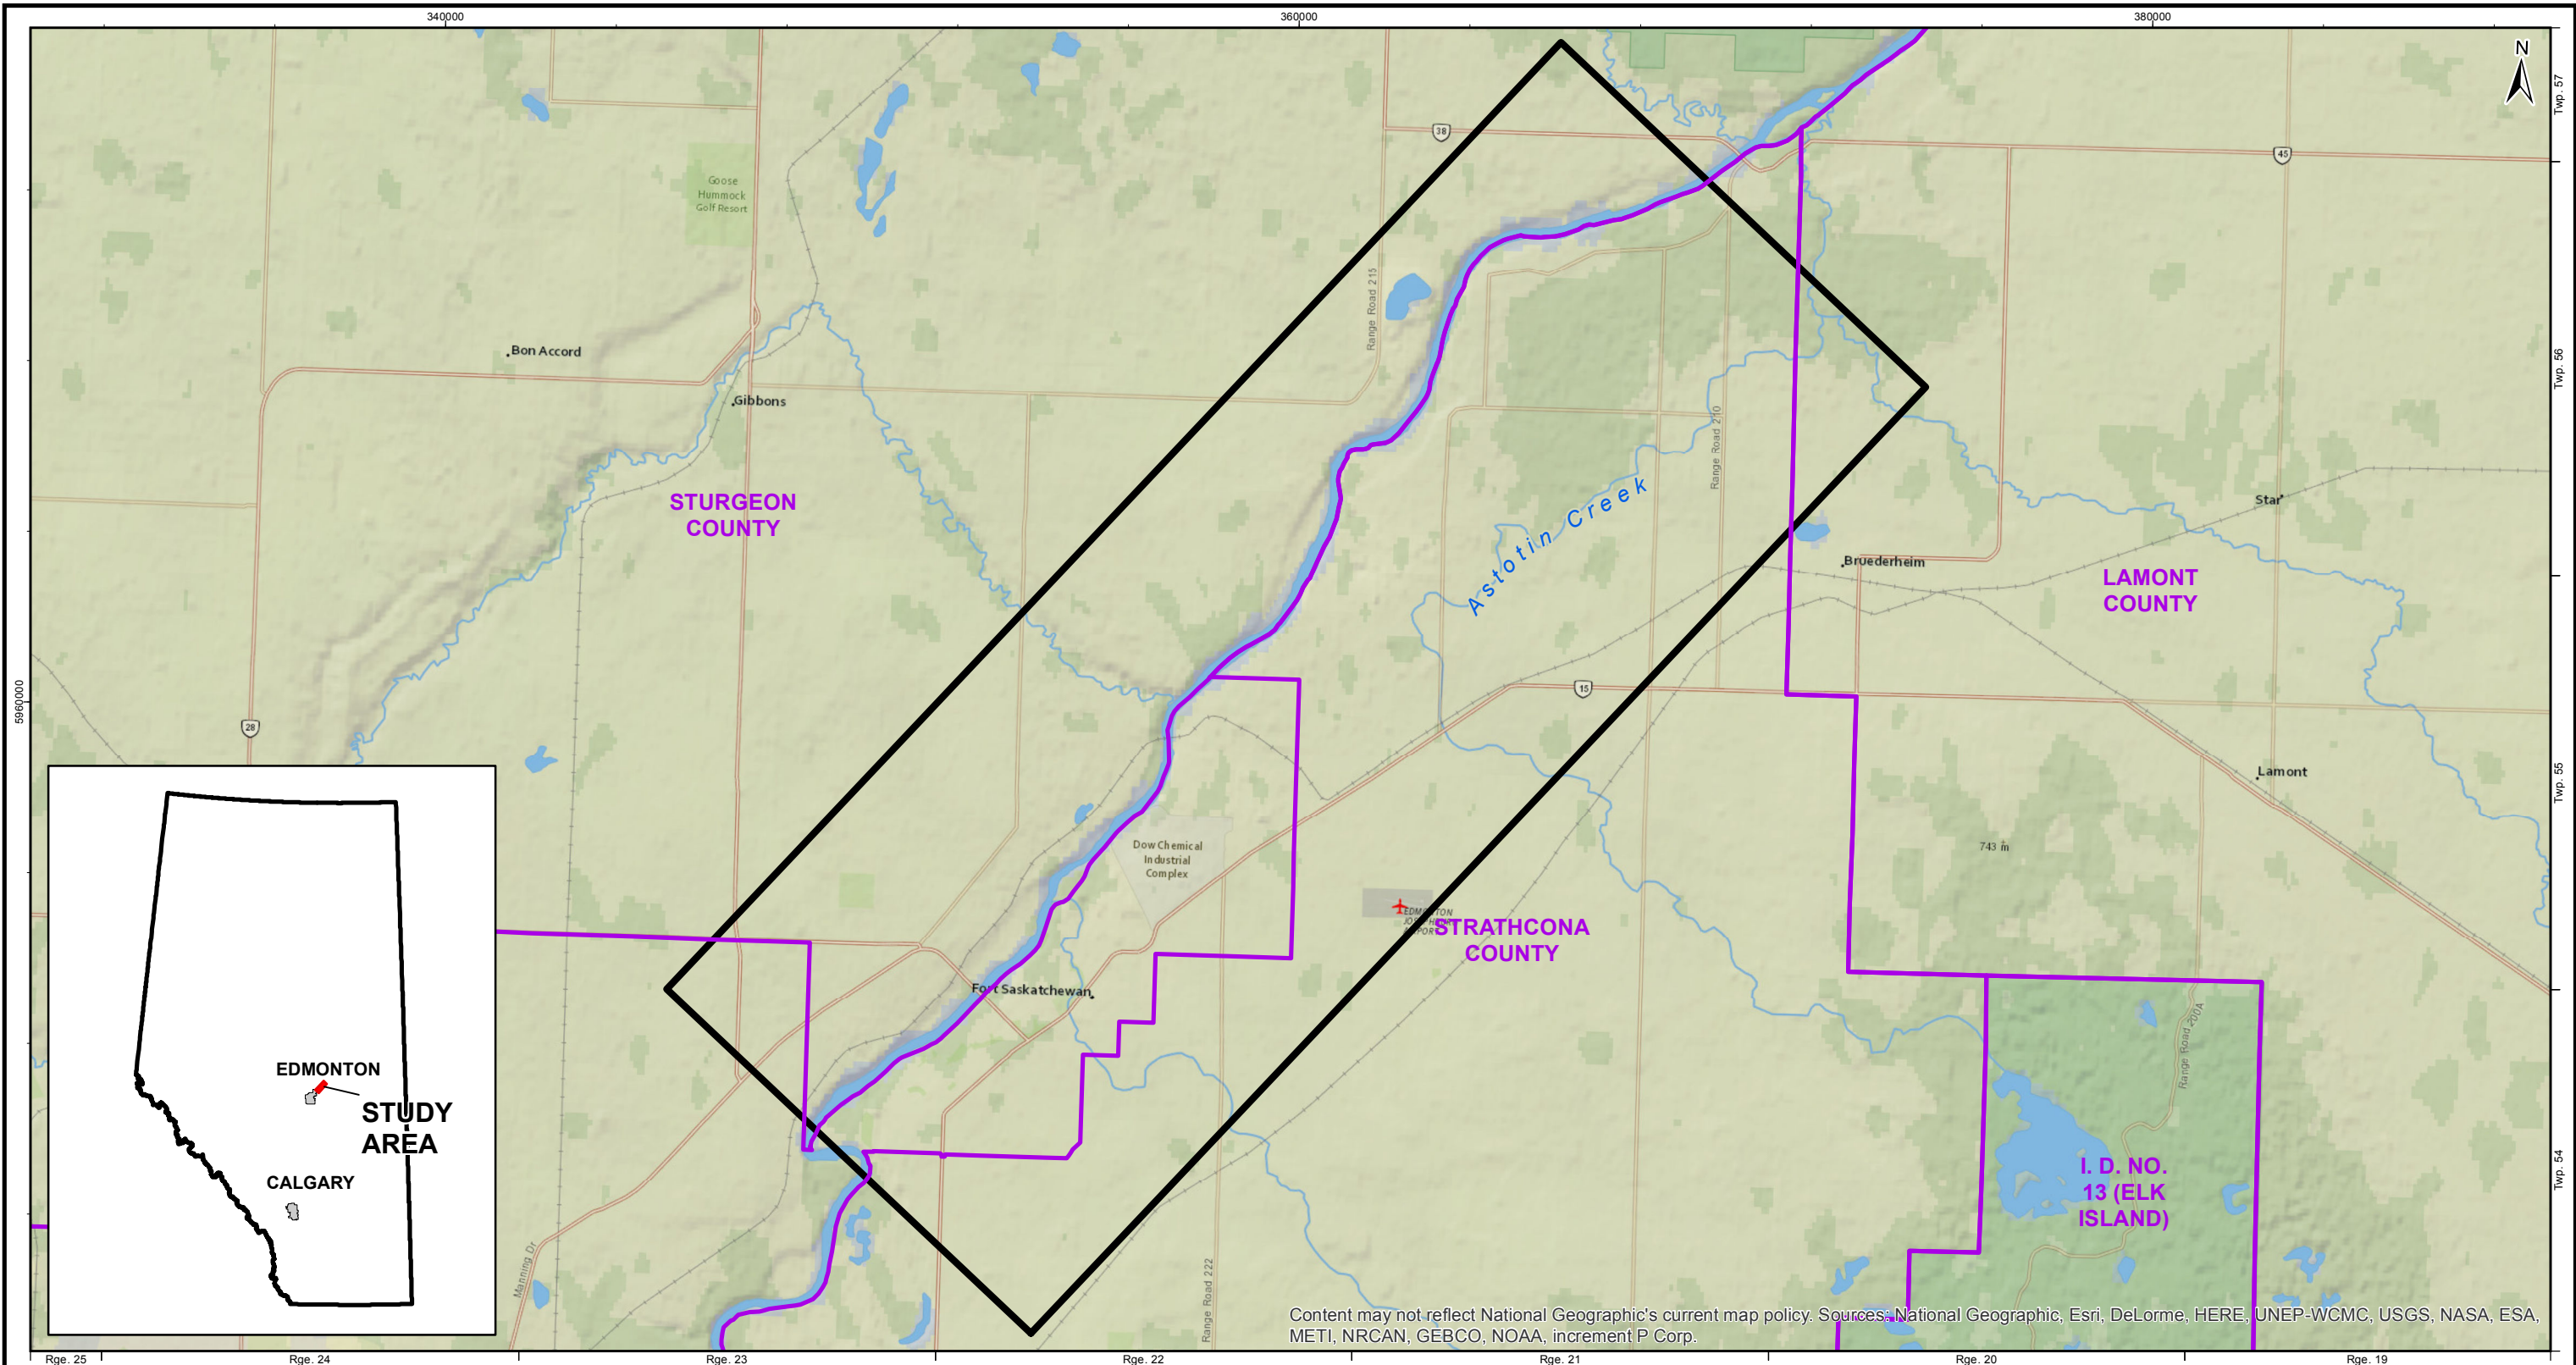 340000
360000
380000
N
Twp. 57
38
45
Goose
Hummock
Golf Resort
Range Road 215
Bon Accord
Gibbons
Twp. 56
Range Road 210
STURGEON
COUNTY
Astotin Creek
Star
Bruederheim
LAMONT
COUNTY
5960000
28
15
Lamont
Twp. 55
Dow Chemical
Industrial
Complex
743 m
EDMONTON
STRATHCONA
COUNTY
Fort Saskatchewan
Range Road 200A
EDMONTON
STUDY
AREA
CALGARY
I. D. NO.
13 (ELK
ISLAND)
Twp. 54
Manning Dr
Range Road 222
Content may not reflect National Geographic's current map policy. Sources: National Geographic, Esri, DeLorme, HERE, UNEP-WCMC, USGS, NASA, ESA,
METI, NRCAN, GEBCO, NOAA, increment P Corp.
Rge. 25
Rge. 24
Rge. 23
Rge. 22
Rge. 21
Rge. 20
Rge. 19